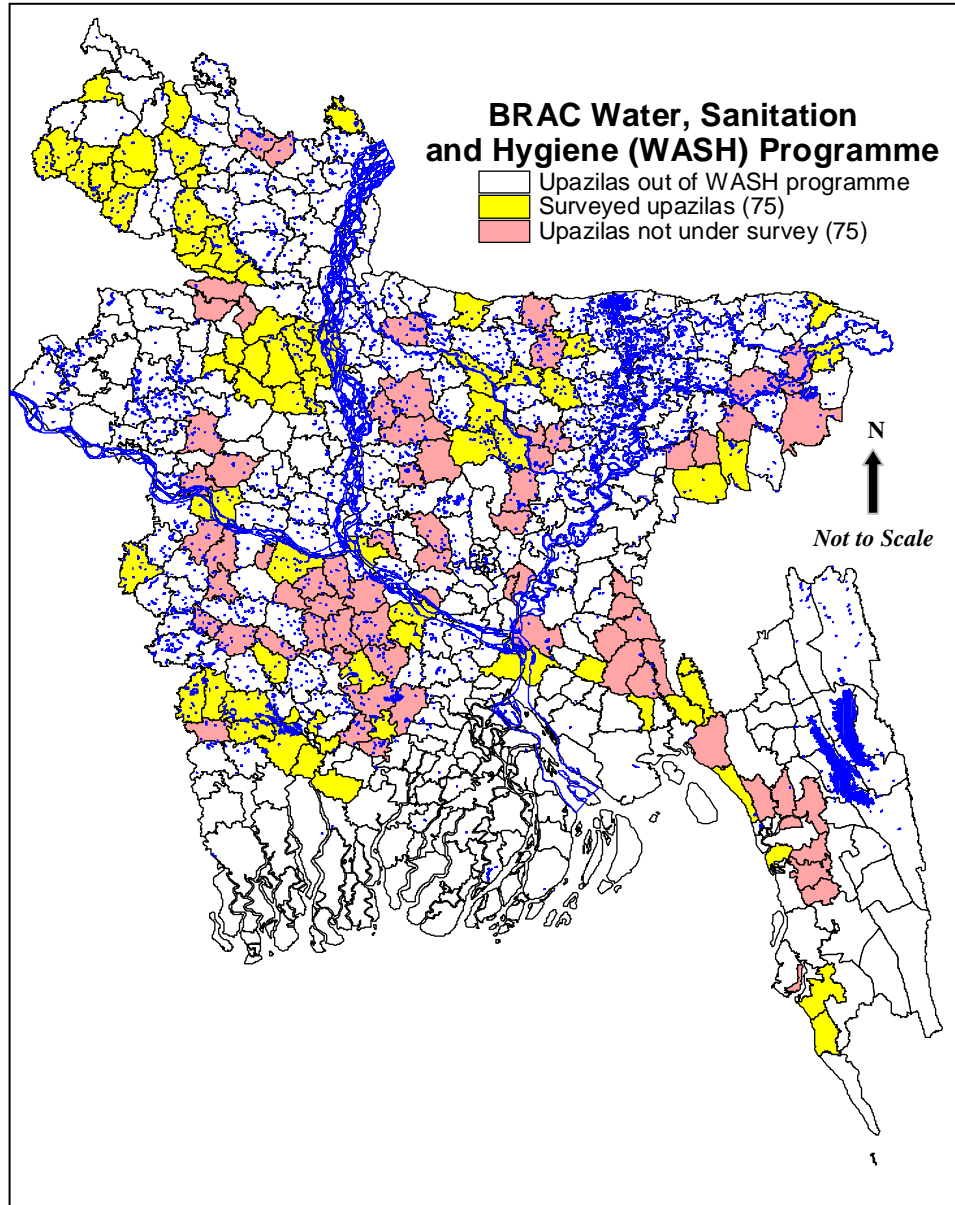 BRAC Water, Sanitation
and Hygiene (WASH) Programme
Upazilas out of WASH programme
Surveyed upazilas (75)
Upazilas not under survey (75)
N
Not to Scale